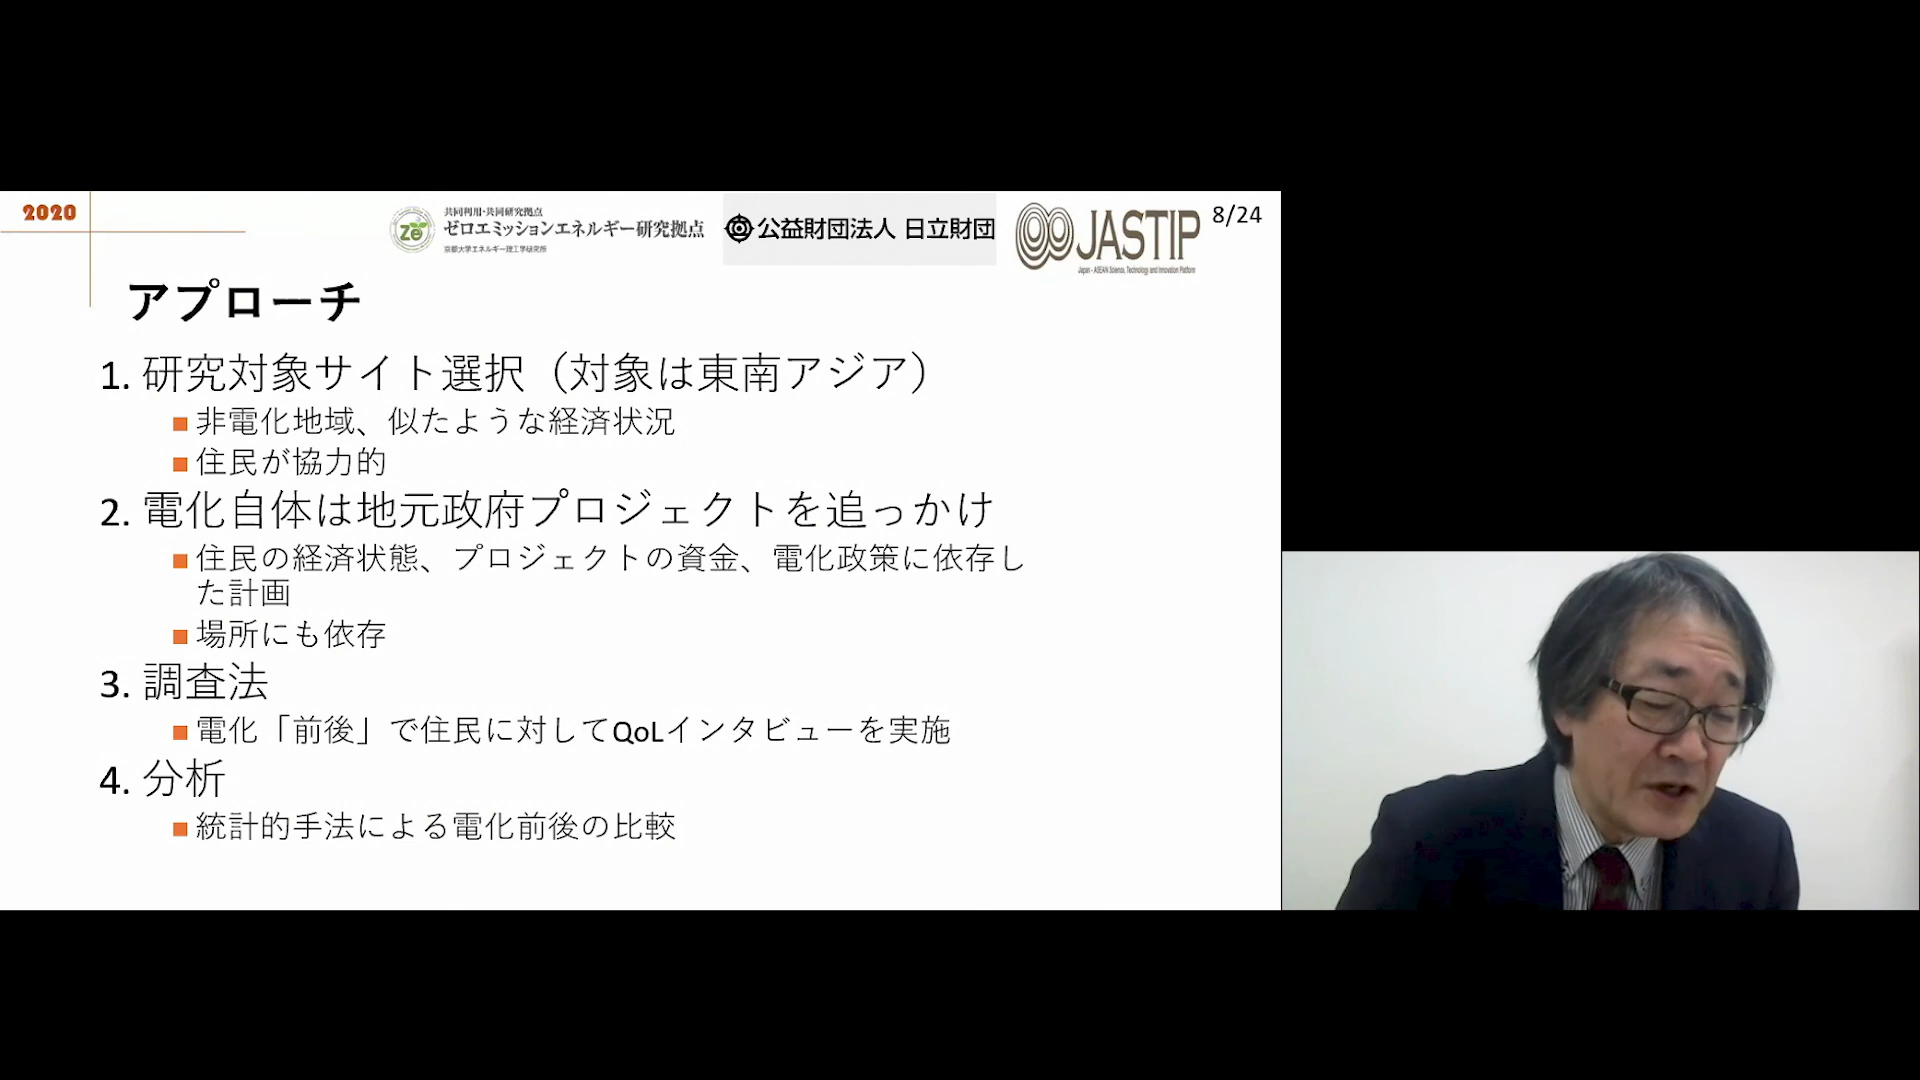 2020
Ze
共同利用・共同研究拠点
ゼロエミッションエネルギー研究拠点
京都大学エネルギー理工学研究所
公益財団法人 日立財団
JASTIP
Japan - ASEAN Science, Technology and Innovation Platform
8/24
アプローチ
1. 研究対象サイト選択（対象は東南アジア）
非電化地域、似たような経済状況
住民が協力的
2. 電化自体は地元政府プロジェクトを追っかけ
住民の経済状態、プロジェクトの資金、電化政策に依存し
た計画
場所にも依存
3. 調査法
電化「前後」で住民に対してQoLインタビューを実施
4. 分析
統計的手法による電化前後の比較